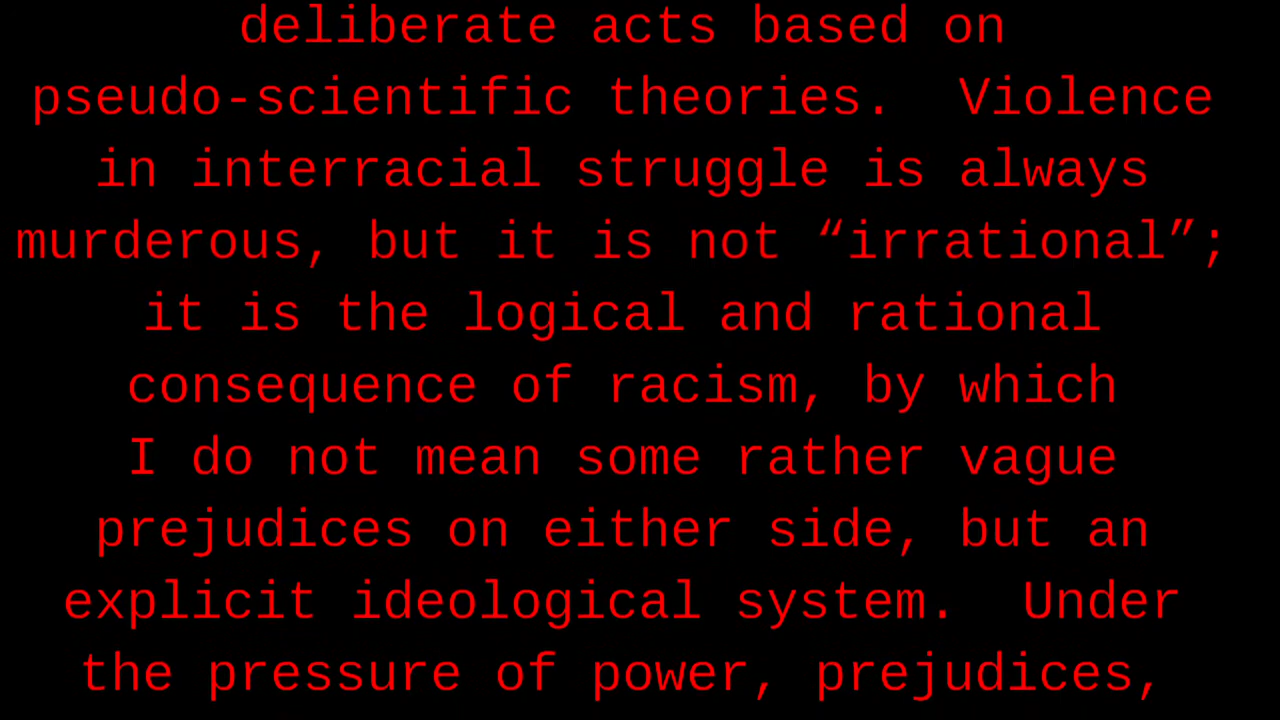 deliberate acts based on
pseudo-scientific theories.  Violence
in interracial struggle is always
murderous, but it is not “irrational”;
it is the logical and rational
consequence of racism, by which
I do not mean some rather vague
prejudices on either side, but an
explicit ideological system.  Under
the pressure of power, prejudices,